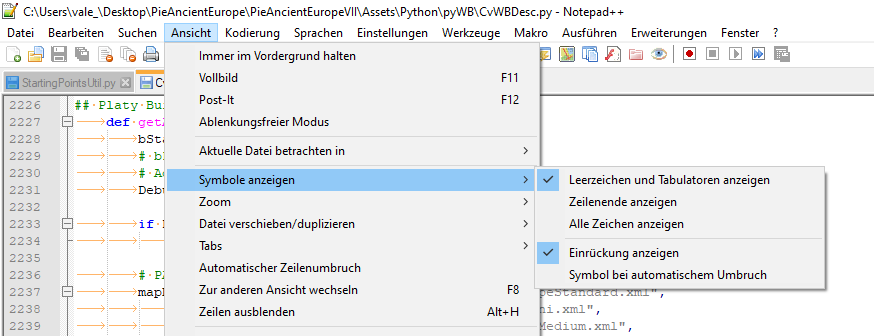 C:\Users\vale_\Desktop\PieAncientEurope\PieAncientEuropeVII\Assets\Python\pyWB\CvWBDesc.py - Notepad++
Datei Bearbeiten Suchen Ansicht Kodierung Sprachen Einstellungen Werkzeuge Makro Ausführen Erweiterungen Fenster ?
Immer im Vordergrund halten
StartingPointsUtil.py Cv
Vollbild F11
2226 ## Platy Bu
Post-It F12
2227 def get
Ablenkungsfreier Modus
2228 bSta
2229 # b
Aktuelle Datei betrachten in
2230 # A
2231 Deb
Symbole anzeigen
Leerzeichen und Tabulatoren anzeigen
2232
Zoom
Zeilenende anzeigen
2233 if
Datei verschieben/duplizieren
Alle Zeichen anzeigen
2234
Tabs
2235
Einrückung anzeigen
Automatischer Zeilenumbruch
2236 # P
Symbol bei automatischem Umbruch
2237 map
Zur anderen Ansicht wechseln F8
peStandard.xml",
2238
Zeilen ausblenden Alt+H
ni.xml",
2239
Medium.xml",